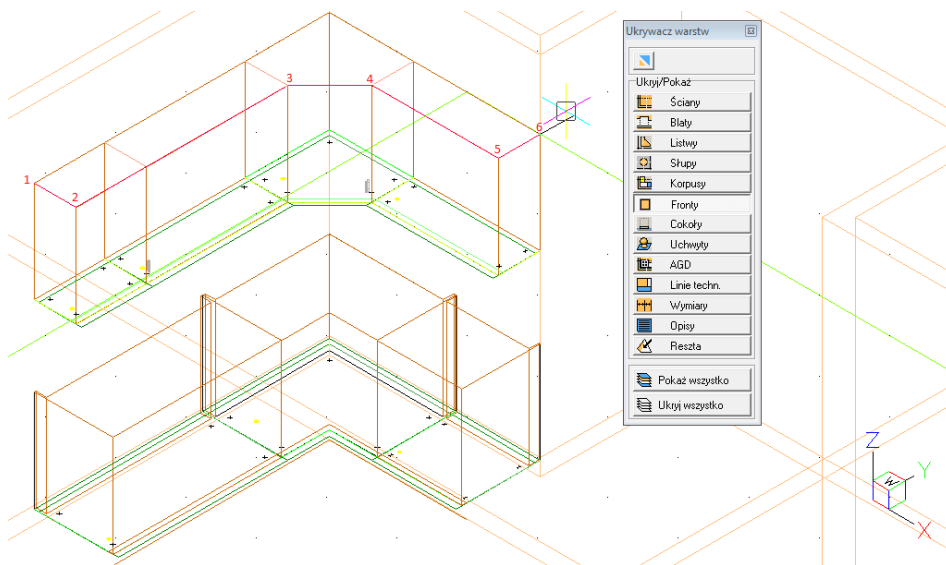 Ukrywacz warstw
Ukryj/Pokaż
Ściany
Blaty
Listwy
Słupy
Korpusy
Fronty
Cokoły
Uchwyty
AGD
Linie techn.
Wymiary
Opisy
Reszta
Pokaż wszystko
Ukryj wszystko
1
2
3
4
5
6
Z
Y
W
X